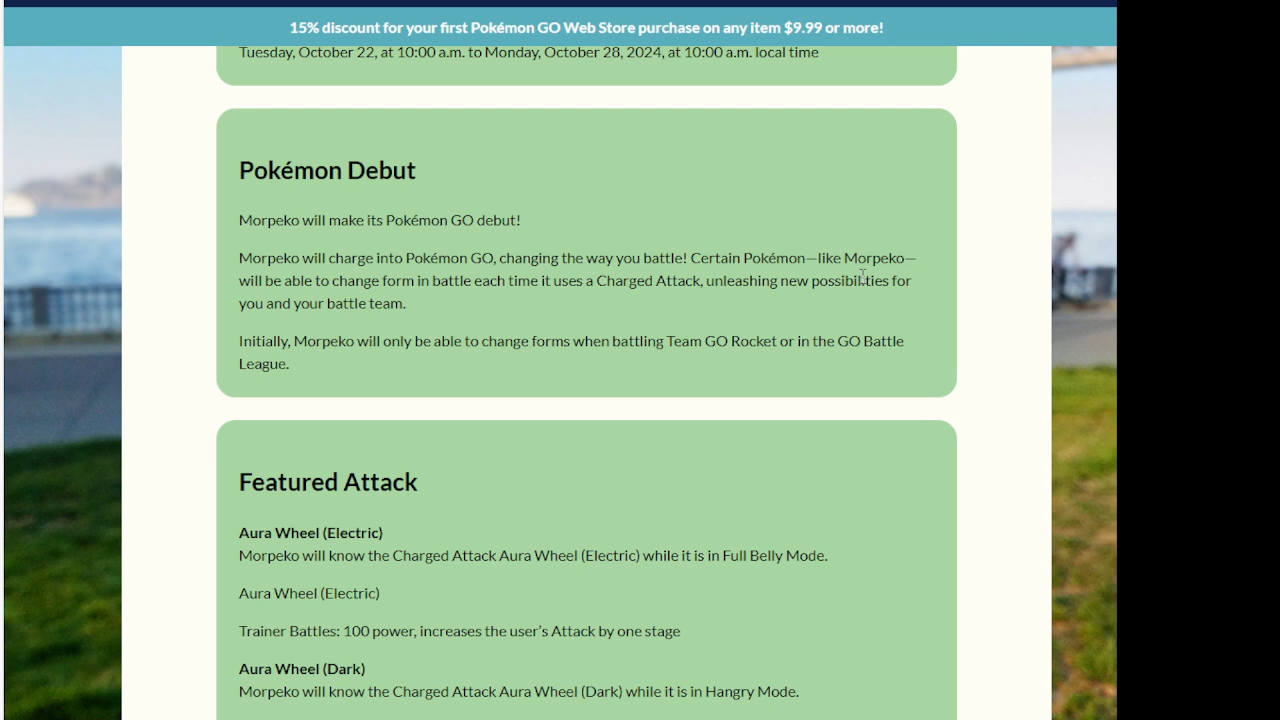 15% discount for your first Pokémon GO Web Store purchase on any item $9.99 or more!
Tuesday, October 22, at 10:00 a.m. to Monday, October 28, 2024, at 10:00 a.m. local time
Pokémon Debut
Morpeko will make its Pokémon GO debut!
Morpeko will charge into Pokémon GO, changing the way you battle! Certain Pokémon—like Morpeko—
will be able to change form in battle each time it uses a Charged Attack, unleashing new possibilities for
you and your battle team.
Initially, Morpeko will only be able to change forms when battling Team GO Rocket or in the GO Battle
League.
Featured Attack
Aura Wheel (Electric)
Morpeko will know the Charged Attack Aura Wheel (Electric) while it is in Full Belly Mode.
Aura Wheel (Electric)
Trainer Battles: 100 power, increases the user’s Attack by one stage
Aura Wheel (Dark)
Morpeko will know the Charged Attack Aura Wheel (Dark) while it is in Hangry Mode.